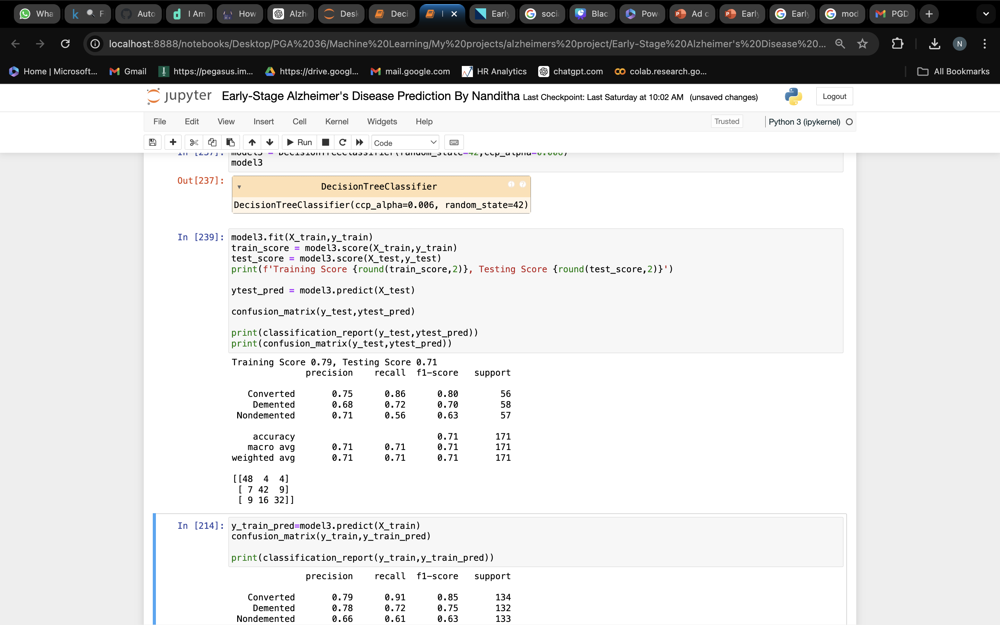 Wha
k F
Auto
d I Am
How
Alzh
Desk
Deci
Early
soci
Blac
Pow
Ad c
Early
Early
mod
PGD
localhost:8888/notebooks/Desktop/PGA%2036/Machine%20Learning/My%20projects/alzheimers%20project/Early-Stage%20Alzheimer's%20Disease%20...
N
Home | Microsoft...
Gmail
https://pegasus.im...
https://drive.googl...
mail.google.com
HR Analytics
chatgpt.com
colab.research.go...
All Bookmarks
jupyter Early-Stage Alzheimer's Disease Prediction By Nanditha Last Checkpoint: Last Saturday at 10:02 AM (unsaved changes)
Logout
File Edit View Insert Cell Kernel Widgets Help
Trusted
Python 3 (ipykernel)
Run
Code
In [237]: model3 = DecisionTreeClassifier(random_state=42,ccp_alpha=0.006)
model3
Out[237]:
DecisionTreeClassifier
DecisionTreeClassifier(ccp_alpha=0.006, random_state=42)
In [239]: model3.fit(X_train,y_train)
train_score = model3.score(X_train,y_train)
test_score = model3.score(X_test,y_test)
print(f'Training Score {round(train_score,2)}, Testing Score {round(test_score,2)}')
ytest_pred = model3.predict(X_test)
confusion_matrix(y_test,ytest_pred)
print(classification_report(y_test,ytest_pred))
print(confusion_matrix(y_test,ytest_pred))
Training Score 0.79, Testing Score 0.71
precision recall f1-score support
Converted 0.75 0.86 0.80 56
Demented 0.68 0.72 0.70 58
Nondemented 0.71 0.56 0.63 57
accuracy 0.71 171
macro avg 0.71 0.71 0.71 171
weighted avg 0.71 0.71 0.71 171
[[48 4 4]
[ 7 42 9]
[ 9 16 32]]
In [214]: y_train_pred=model3.predict(X_train)
confusion_matrix(y_train,y_train_pred)
print(classification_report(y_train,y_train_pred))
precision recall f1-score support
Converted 0.79 0.91 0.85 134
Demented 0.78 0.72 0.75 132
Nondemented 0.66 0.61 0.63 133